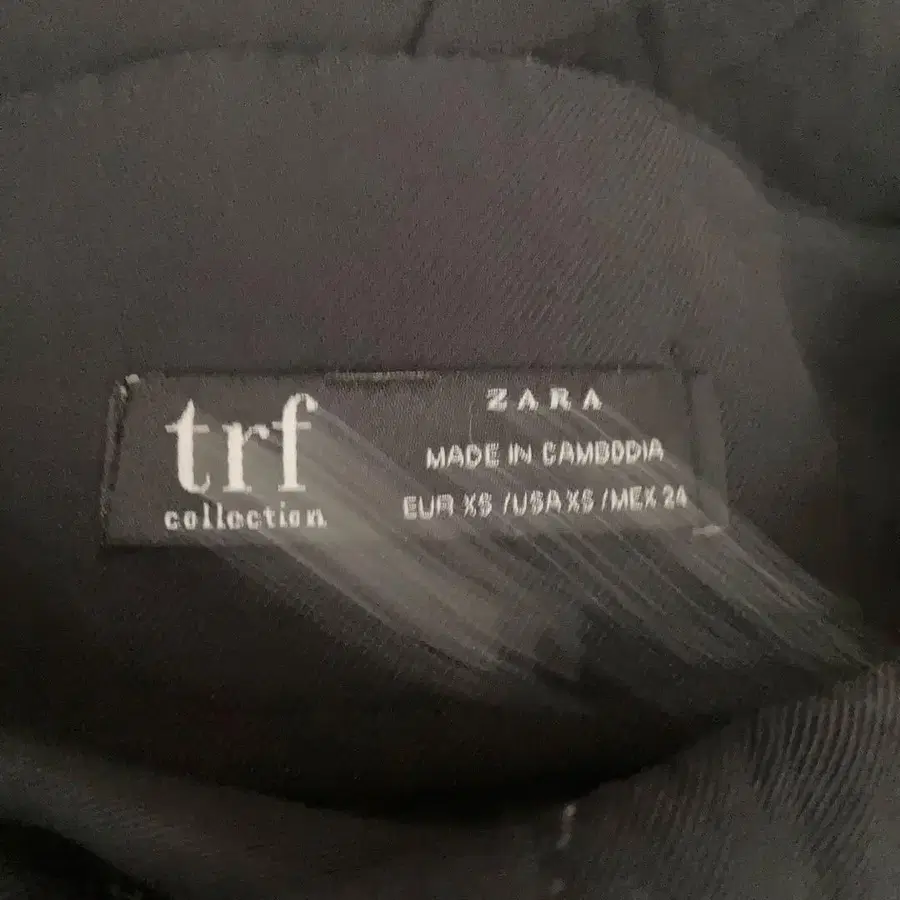 trf
collection
ZARA
MADE IN CAMBODIA
EUR XS / USA XS / MEX 24